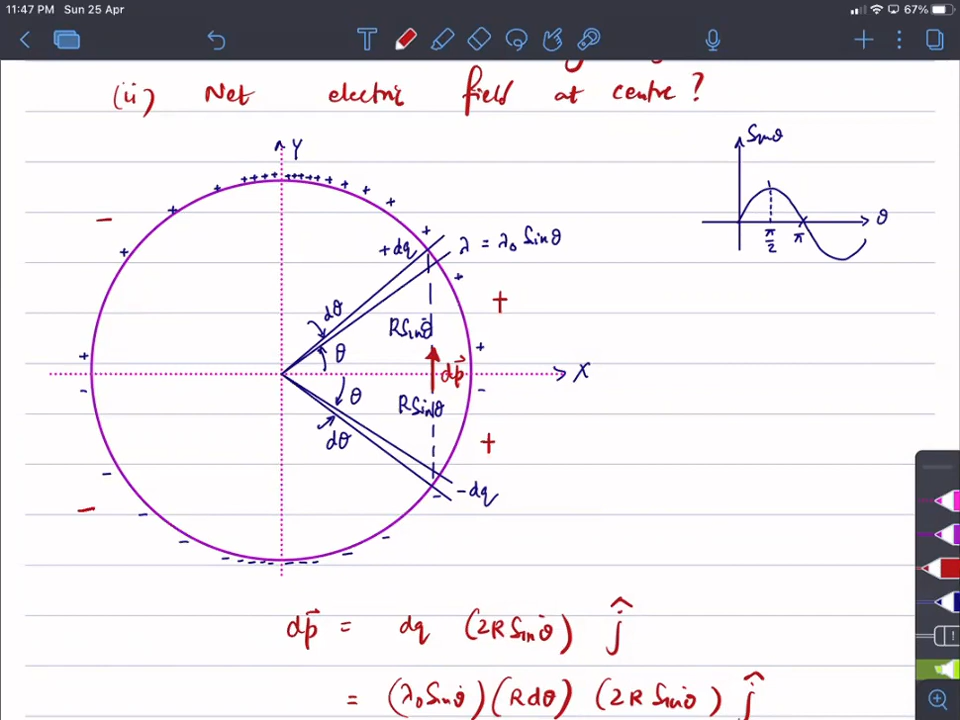 11:47 PM Sun 25 Apr 67%
T
(ii) Net electric field at centre?
Y
Sinθ
θ
π/2
π
+dq
λ = λ₀ Sinθ
dθ
RSinθ
θ
dp⃗
X
θ
RSinθ
dθ
-dq
dp⃗ = dq (2R Sinθ) ĵ
= (λ₀Sinθ) (Rdθ) (2R Sinθ) ĵ